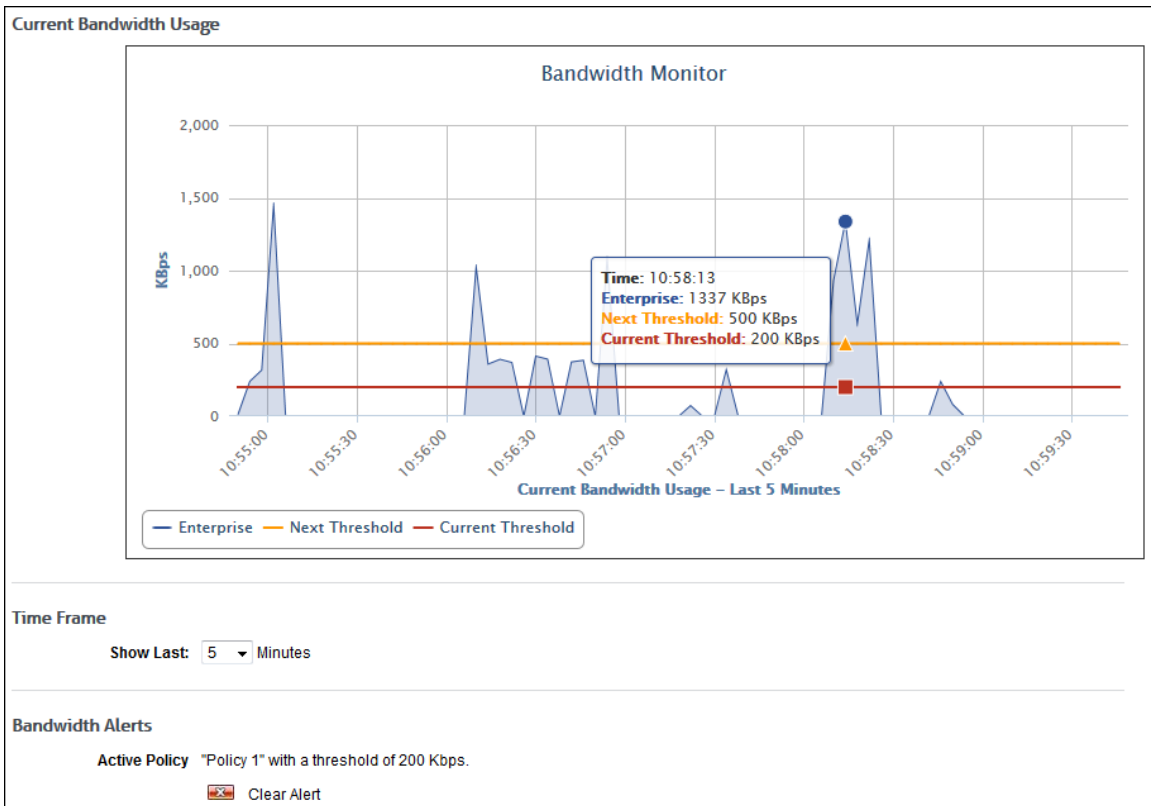 Current Bandwidth Usage
Bandwidth Monitor
2,000
1,500
1,000
500
0
KBps
Time: 10:58:13
Enterprise: 1337 KBps
Next Threshold: 500 KBps
Current Threshold: 200 KBps
10:55:00
10:55:30
10:56:00
10:56:30
10:57:00
10:57:30
10:58:00
10:58:30
10:59:00
10:59:30
Current Bandwidth Usage – Last 5 Minutes
Enterprise
Next Threshold
Current Threshold
Time Frame
Show Last: 5 Minutes
Bandwidth Alerts
Active Policy "Policy 1" with a threshold of 200 Kbps.
Clear Alert